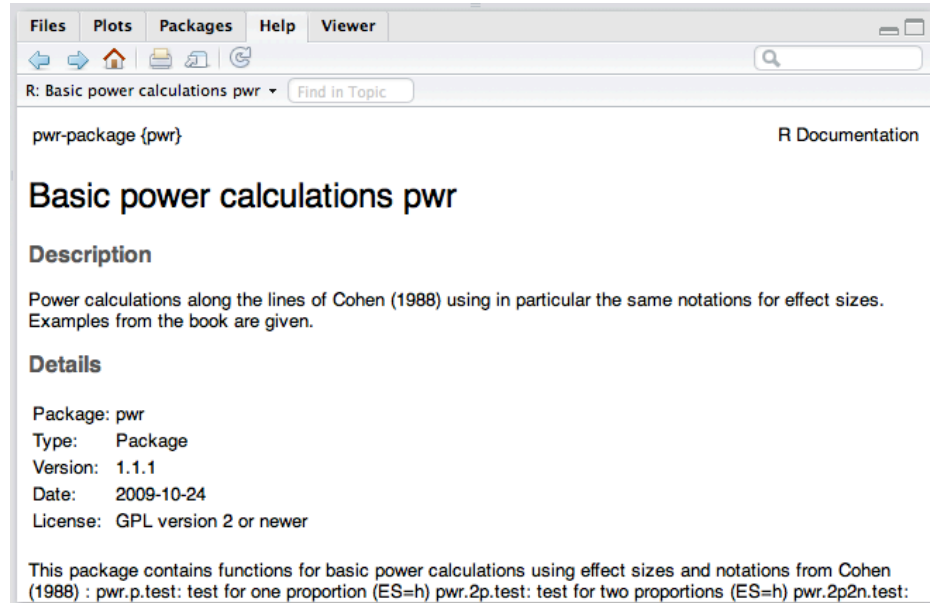 Files Plots Packages Help Viewer
R: Basic power calculations pwr Find in Topic
pwr-package {pwr} R Documentation
Basic power calculations pwr
Description
Power calculations along the lines of Cohen (1988) using in particular the same notations for effect sizes.
Examples from the book are given.
Details
Package: pwr
Type: Package
Version: 1.1.1
Date: 2009-10-24
License: GPL version 2 or newer
This package contains functions for basic power calculations using effect sizes and notations from Cohen
(1988) : pwr.p.test: test for one proportion (ES=h) pwr.2p.test: test for two proportions (ES=h) pwr.2p2n.test: